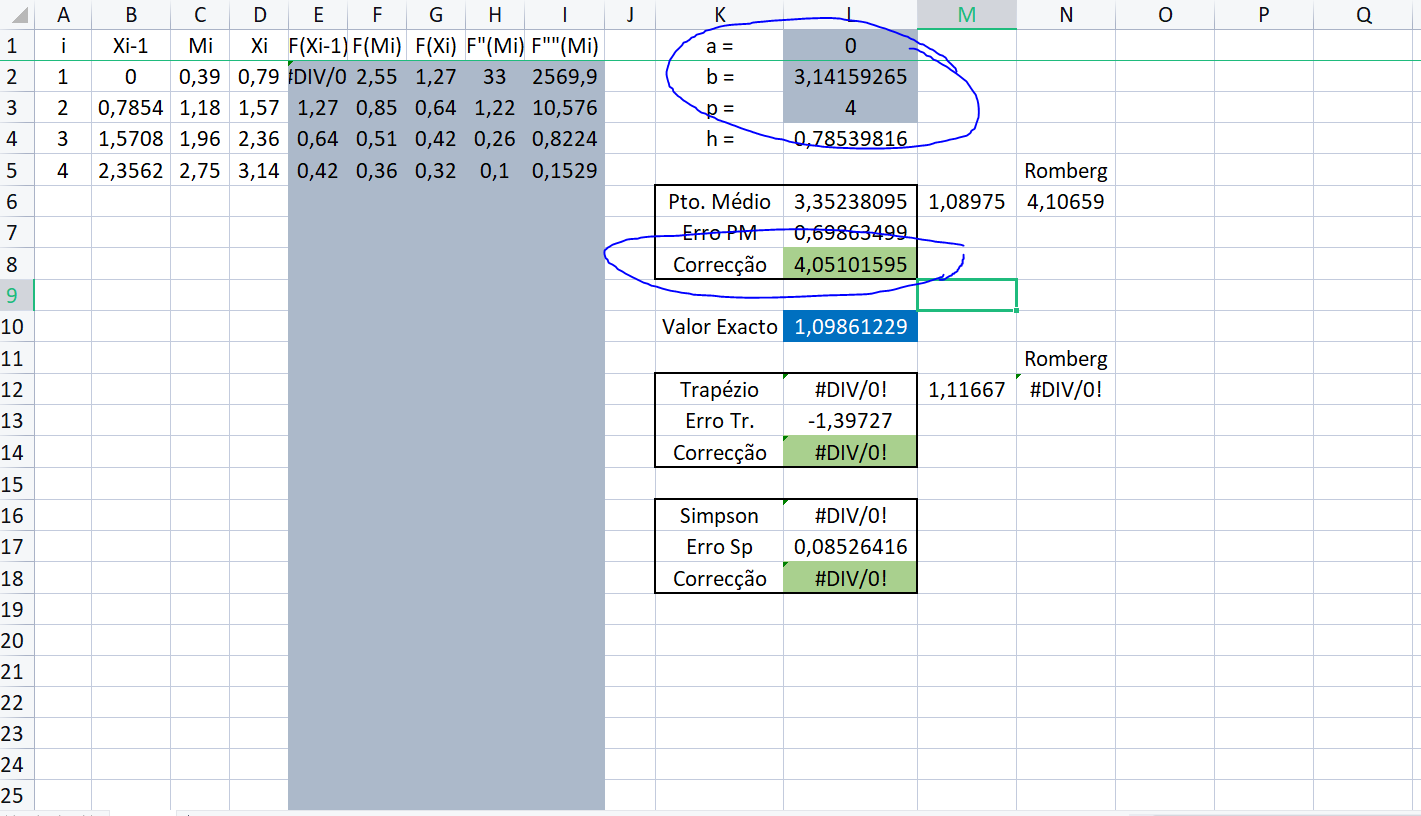 A B C D E F G H I J K L M N O P Q
1 i Xi-1 Mi Xi F(Xi-1) F(Mi) F(Xi) F"(Mi) F""(Mi) a = 0
2 1 0 0,39 0,79 #DIV/0 2,55 1,27 33 2569,9 b = 3,14159265
3 2 0,7854 1,18 1,57 1,27 0,85 0,64 1,22 10,576 p = 4
4 3 1,5708 1,96 2,36 0,64 0,51 0,42 0,26 0,8224 h = 0,78539816
5 4 2,3562 2,75 3,14 0,42 0,36 0,32 0,1 0,1529 Romberg
6 Pto. Médio 3,35238095 1,08975 4,10659
7 Erro PM 0,69863499
8 Correcção 4,05101595
9
10 Valor Exacto 1,09861229
11 Romberg
12 Trapézio #DIV/0! 1,11667 #DIV/0!
13 Erro Tr. -1,39727
14 Correcção #DIV/0!
15
16 Simpson #DIV/0!
17 Erro Sp 0,08526416
18 Correcção #DIV/0!
19
20
21
22
23
24
25